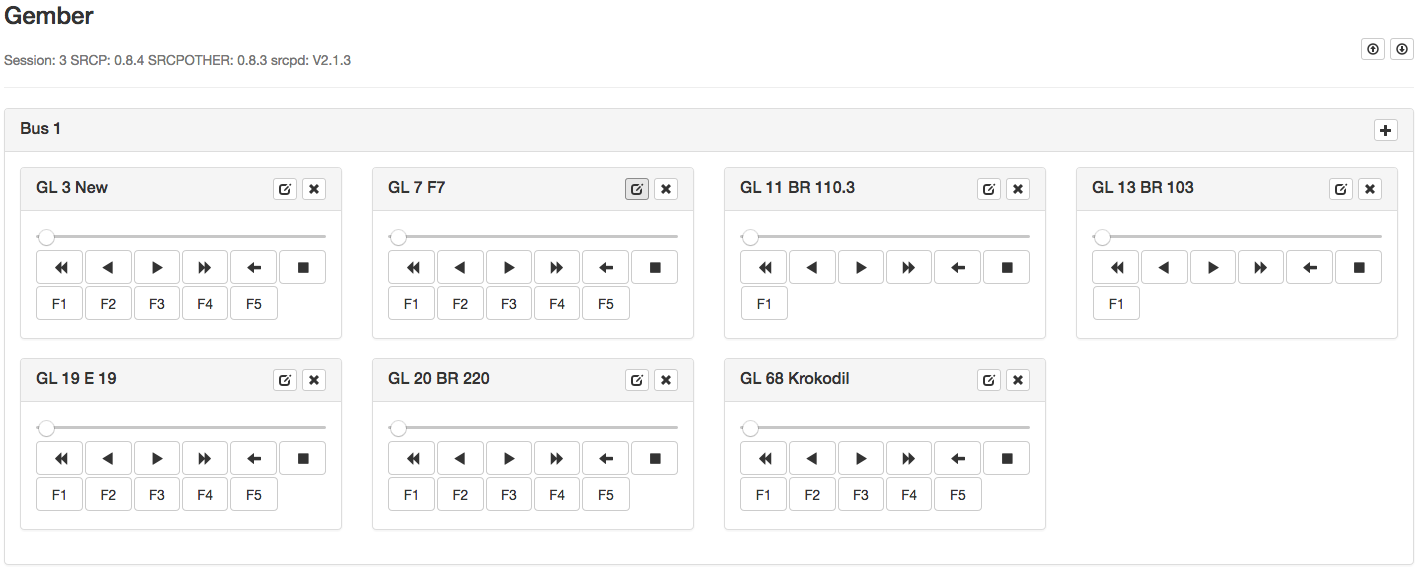 Gember
Session: 3 SRCP: 0.8.4 SRCPOTHER: 0.8.3 srcpd: V2.1.3
Bus 1
GL 3 New
F1 F2 F3 F4 F5
GL 7 F7
F1 F2 F3 F4 F5
GL 11 BR 110.3
F1
GL 13 BR 103
F1
GL 19 E 19
F1 F2 F3 F4 F5
GL 20 BR 220
F1 F2 F3 F4 F5
GL 68 Krokodil
F1 F2 F3 F4 F5